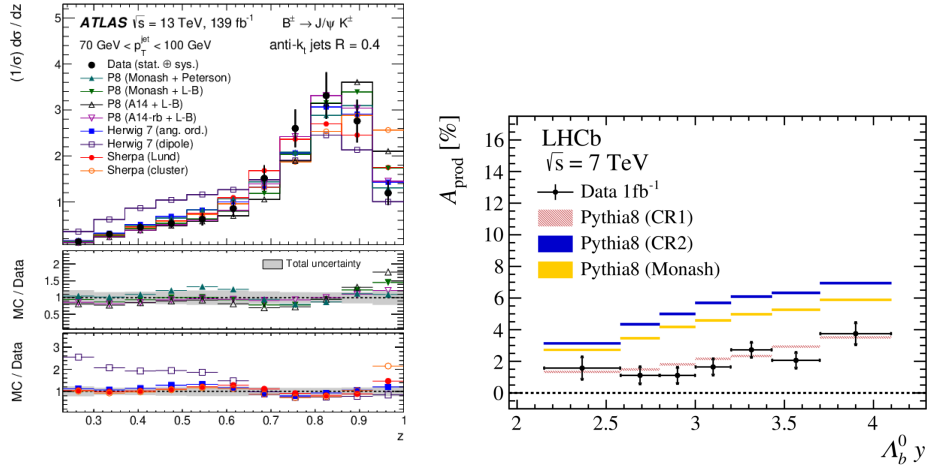 ATLAS √s = 13 TeV, 139 fb⁻¹ B± → J/ψ K±
70 GeV < p_T^jet < 100 GeV anti-k_t jets R = 0.4
Data (stat. ⊕ sys.)
P8 (Monash + Peterson)
P8 (Monash + L-B)
P8 (A14 + L-B)
P8 (A14-rb + L-B)
Herwig 7 (ang. ord.)
Herwig 7 (dipole)
Sherpa (Lund)
Sherpa (cluster)
(1/σ) dσ / dz
5
4
3
2
1
Total uncertainty
MC / Data
2
1.5
1
0.5
MC / Data
3
2
1
0.3 0.4 0.5 0.6 0.7 0.8 0.9 1
z
LHCb
√s = 7 TeV
Data 1fb⁻¹
Pythia8 (CR1)
Pythia8 (CR2)
Pythia8 (Monash)
A_prod [%]
16
14
12
10
8
6
4
2
0
2 2.5 3 3.5 4
Λ_b^0 y